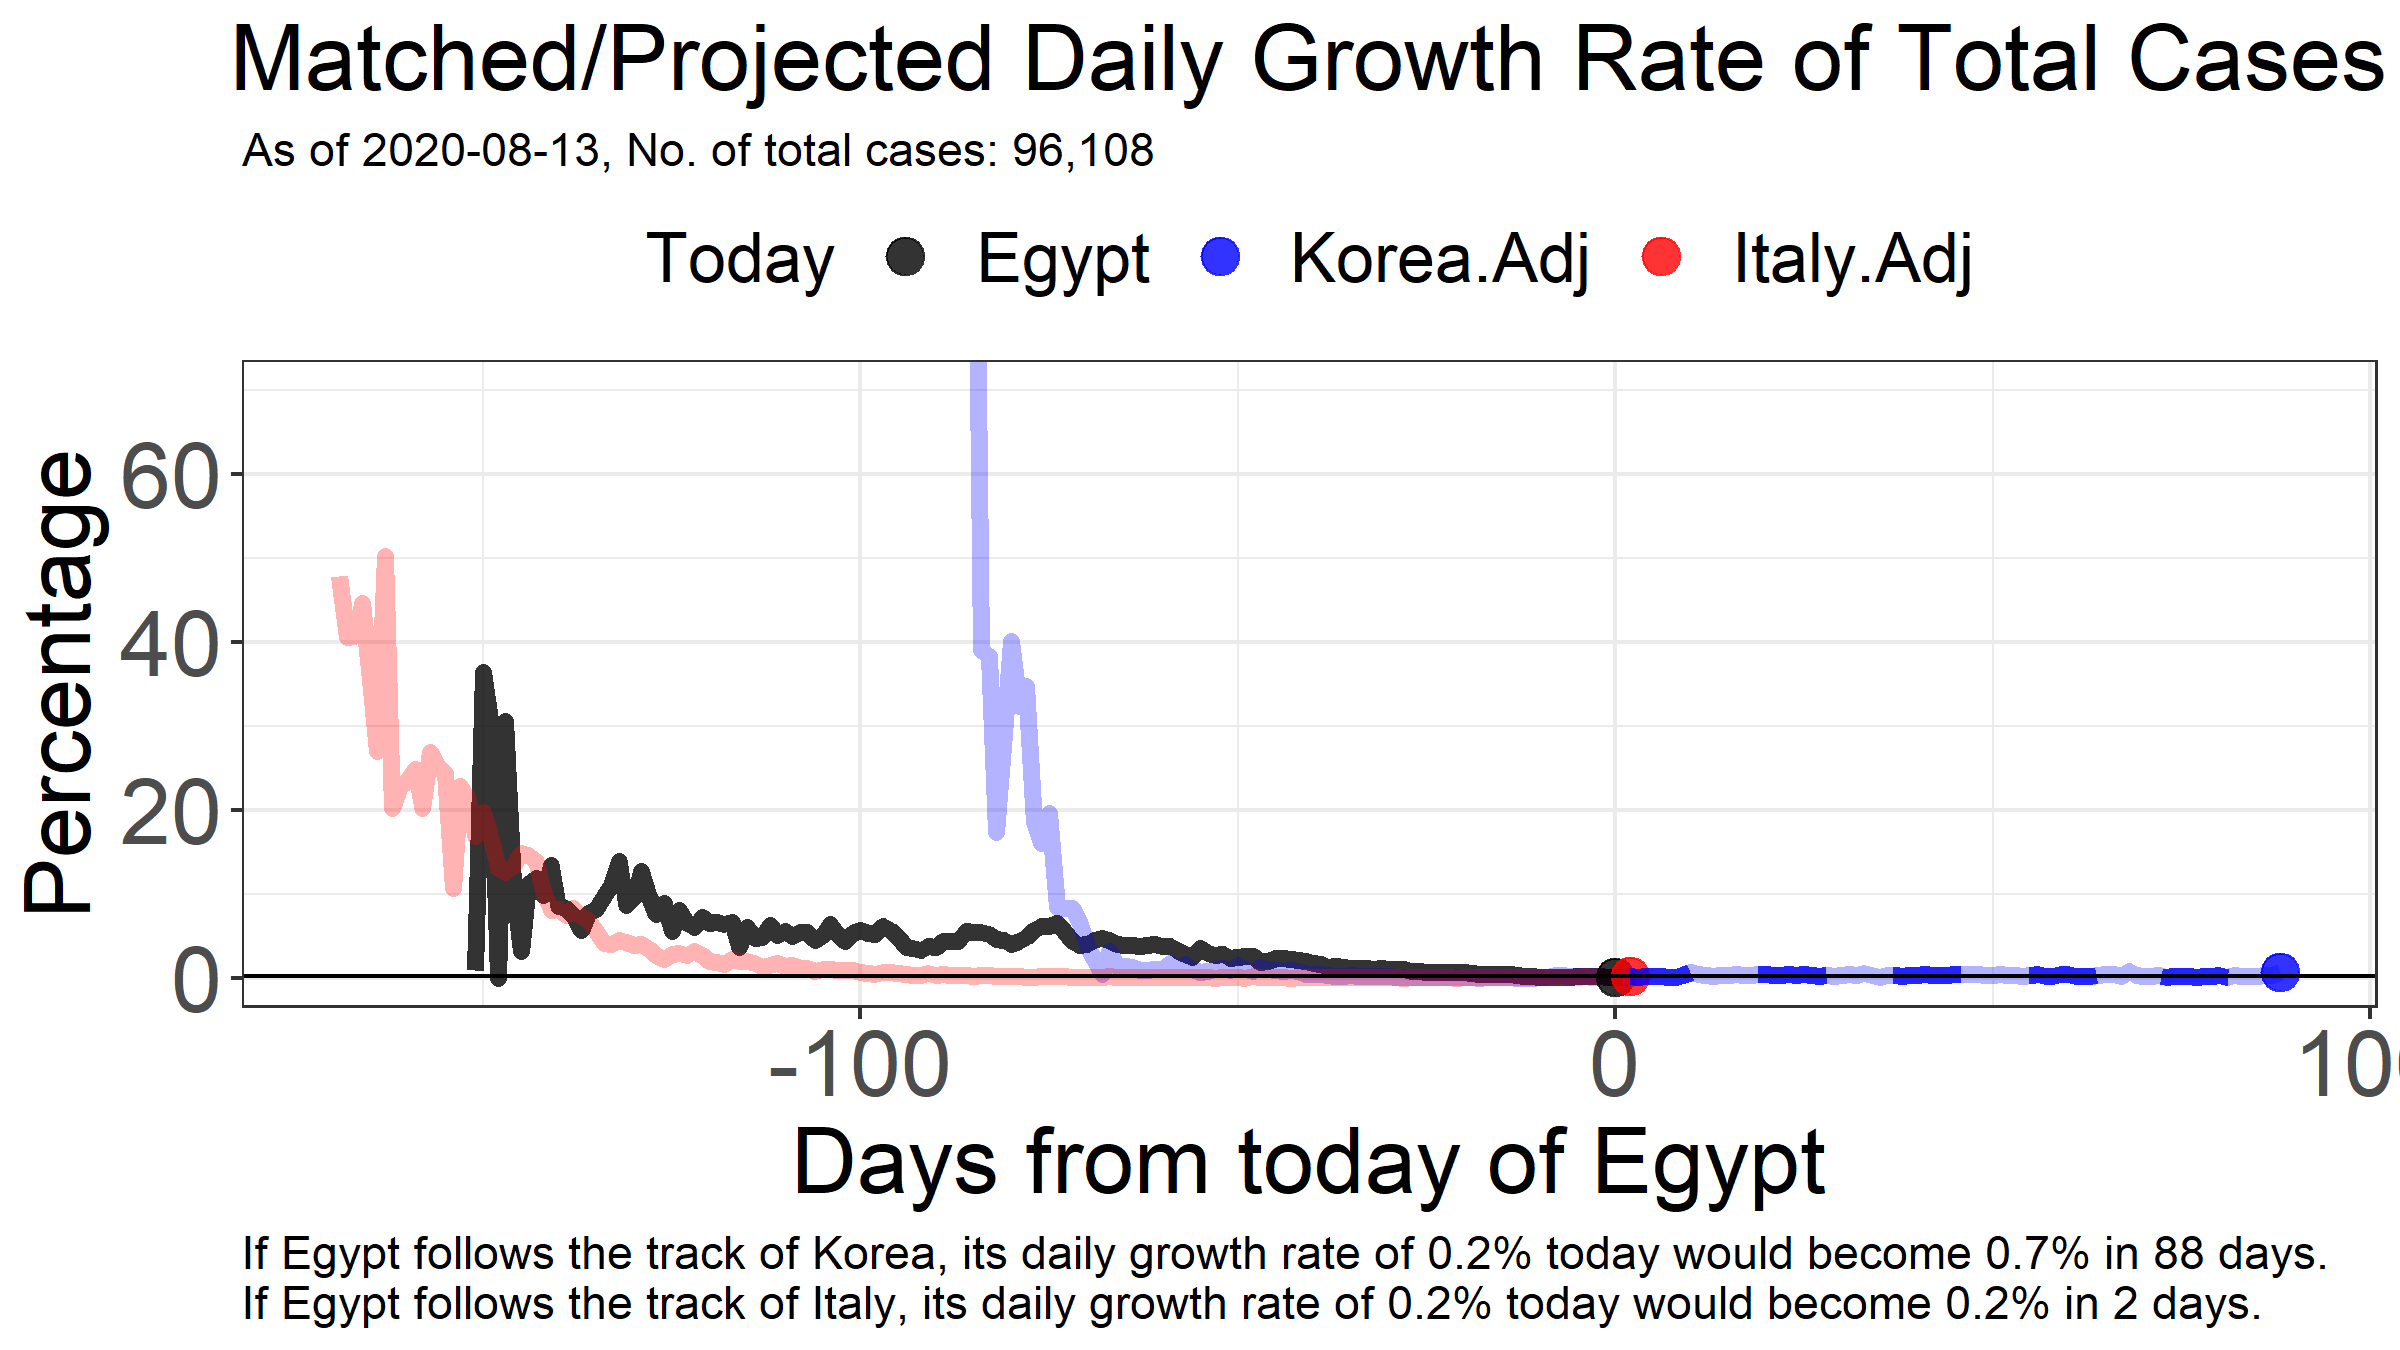 Matched/Projected Daily Growth Rate of Total Cases
As of 2020-08-13, No. of total cases: 96,108
Today Egypt Korea.Adj Italy.Adj
Percentage
60
40
20
0
-100 0 100
Days from today of Egypt
If Egypt follows the track of Korea, its daily growth rate of 0.2% today would become 0.7% in 88 days.
If Egypt follows the track of Italy, its daily growth rate of 0.2% today would become 0.2% in 2 days.